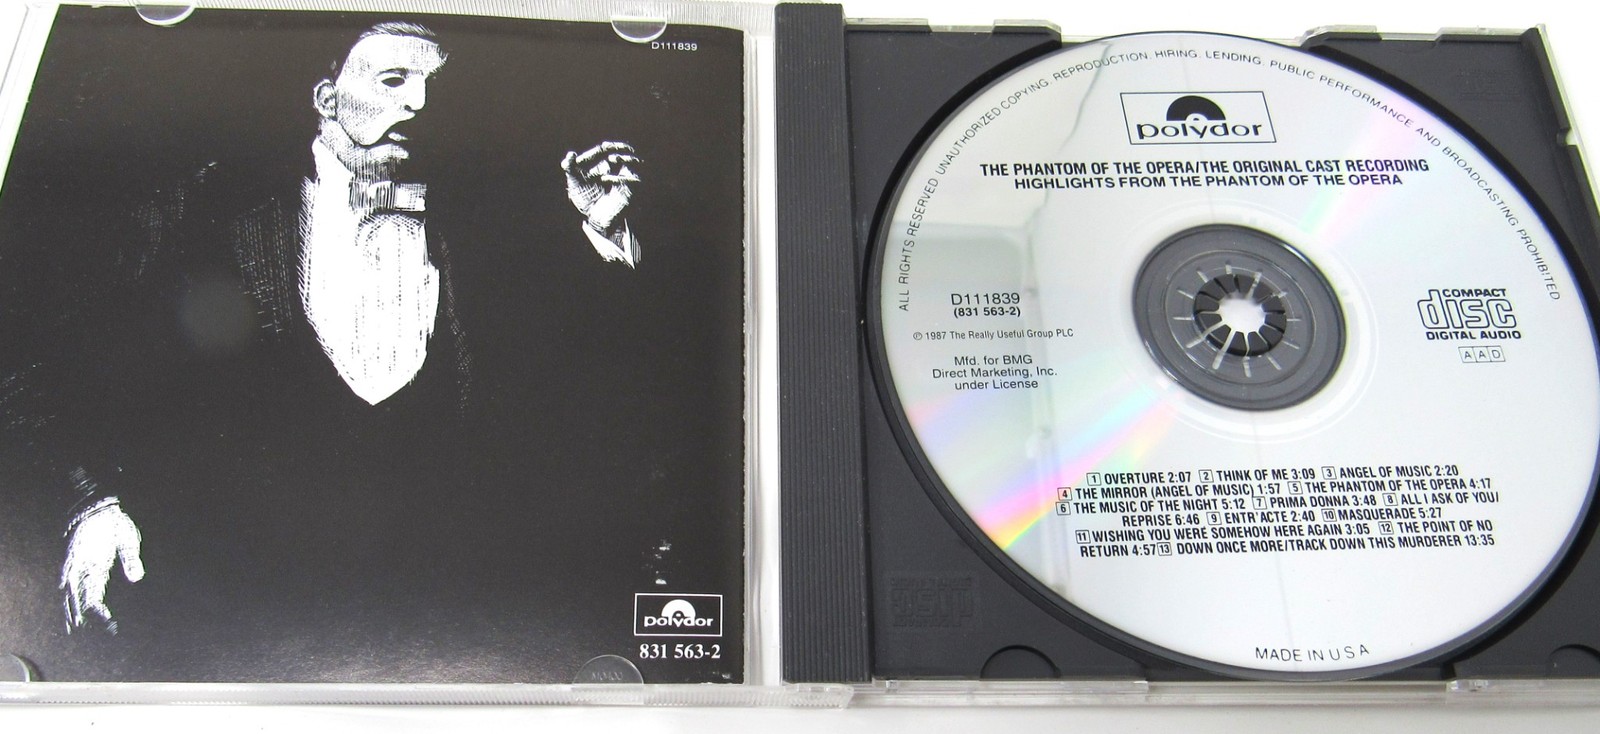 D111839
polydor
831 563-2
ALL RIGHTS RESERVED UNAUTHORIZED COPYING. REPRODUCTION. HIRING. LENDING. PUBLIC PERFORMANCE AND BROADCASTING PROHIBITED
polydor
THE PHANTOM OF THE OPERA/THE ORIGINAL CAST RECORDING
HIGHLIGHTS FROM THE PHANTOM OF THE OPERA
D111839
(831 563-2)
℗ 1987 The Really Useful Group PLC
Mfd. for BMG
Direct Marketing, Inc.
under License
COMPACT
disc
DIGITAL AUDIO
AAD
1 OVERTURE 2:07 2 THINK OF ME 3:09 3 ANGEL OF MUSIC 2:20
4 THE MIRROR (ANGEL OF MUSIC) 1:57 5 THE PHANTOM OF THE OPERA 4:17
6 THE MUSIC OF THE NIGHT 5:12 7 PRIMA DONNA 3:48 8 ALL I ASK OF YOU/
REPRISE 6:46 9 ENTR'ACTE 2:40 10 MASQUERADE 5:27
11 WISHING YOU WERE SOMEHOW HERE AGAIN 3:05 12 THE POINT OF NO
RETURN 4:57 13 DOWN ONCE MORE/TRACK DOWN THIS MURDERER 13:35
MADE IN U S A